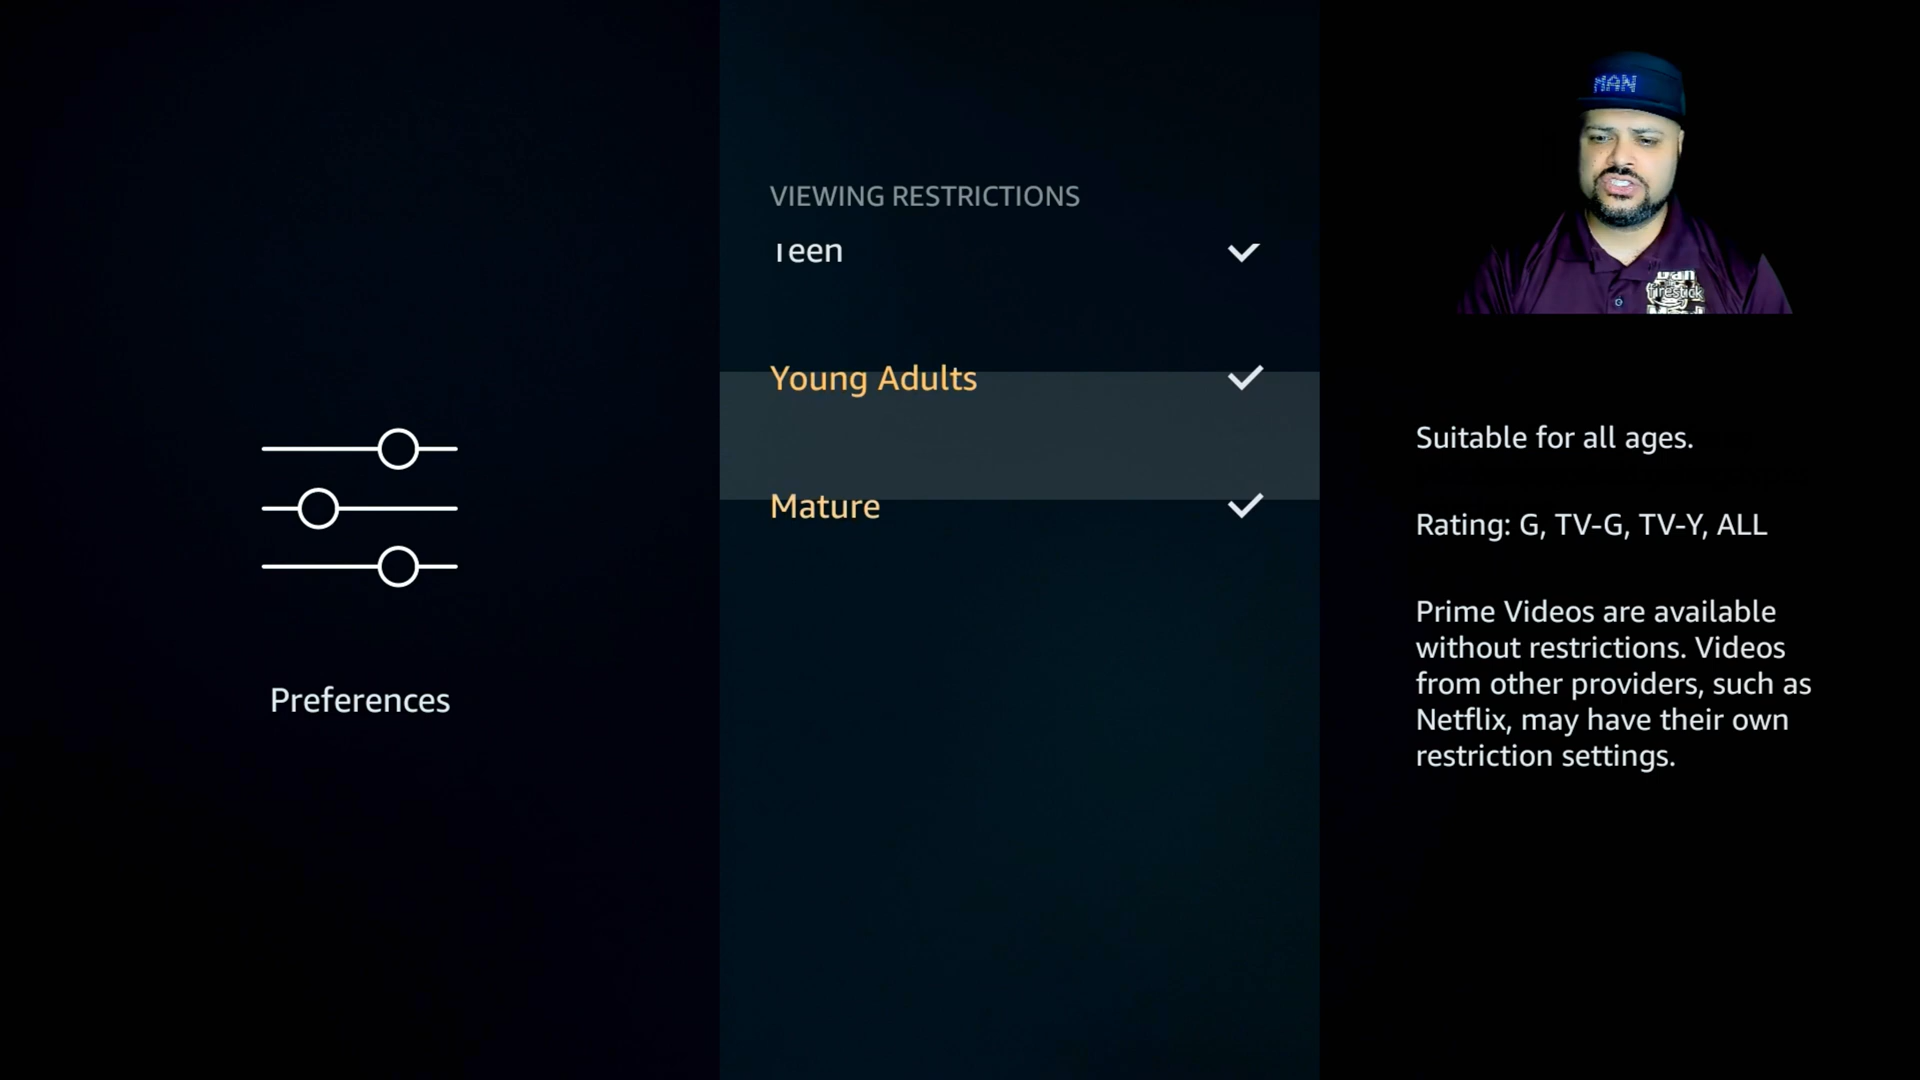 MAN
VIEWING RESTRICTIONS
Teen
firestick
Young Adults
Suitable for all ages.
Mature
Rating: G, TV-G, TV-Y, ALL
Prime Videos are available
without restrictions. Videos
from other providers, such as
Netflix, may have their own
restriction settings.
Preferences